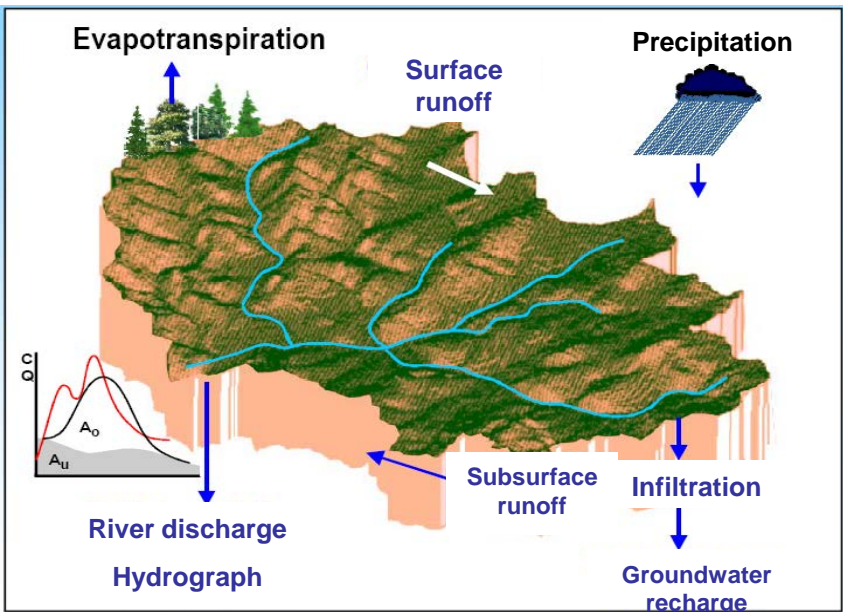 Evapotranspiration
Precipitation
Surface
runoff
C
Q
Ao
Au
Subsurface
runoff
Infiltration
River discharge
Hydrograph
Groundwater
recharge